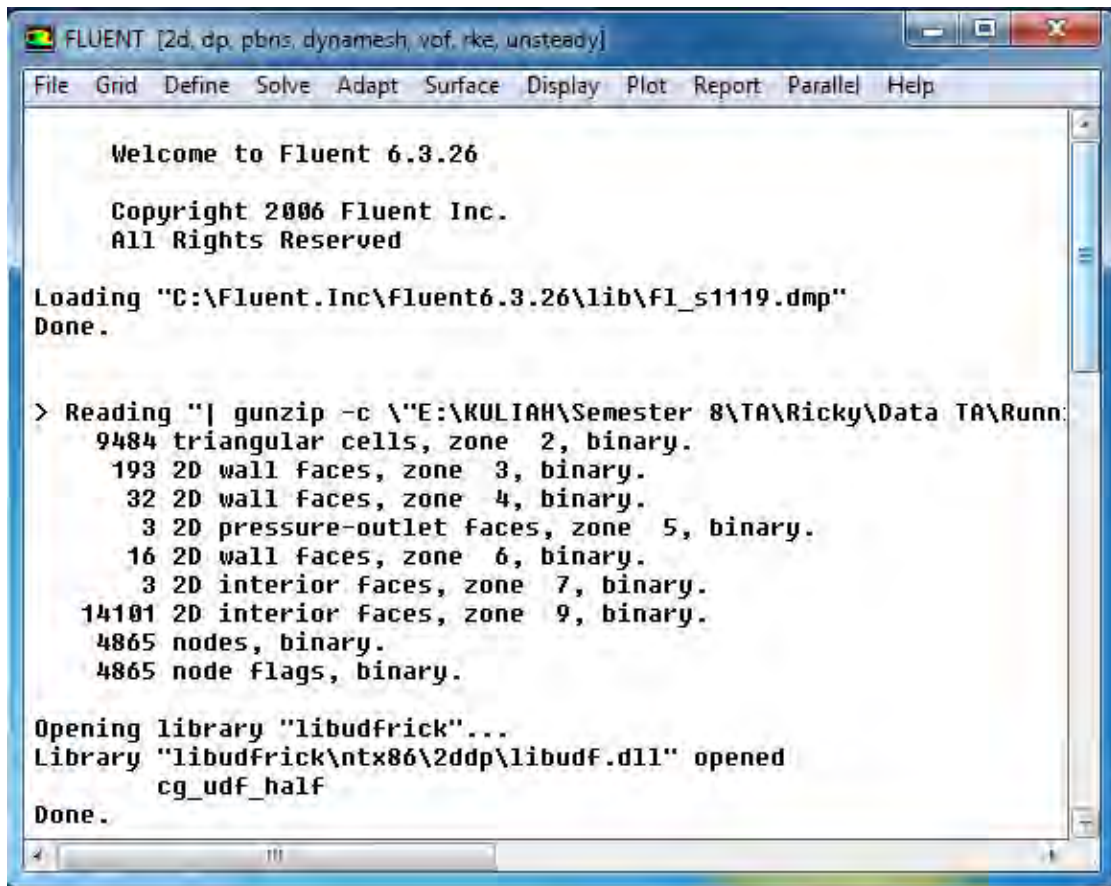 FLUENT [2d, dp, pbns, dynamesh, vof, rke, unsteady]
File Grid Define Solve Adapt Surface Display Plot Report Parallel Help
Welcome to Fluent 6.3.26
Copyright 2006 Fluent Inc.
All Rights Reserved
Loading "C:\Fluent.Inc\fluent6.3.26\lib\fl_s1119.dmp"
Done.
> Reading "| gunzip -c \"E:\KULIAH\Semester 8\TA\Ricky\Data TA\Runn
9484 triangular cells, zone 2, binary.
193 2D wall faces, zone 3, binary.
32 2D wall faces, zone 4, binary.
3 2D pressure-outlet faces, zone 5, binary.
16 2D wall faces, zone 6, binary.
3 2D interior faces, zone 7, binary.
14101 2D interior faces, zone 9, binary.
4865 nodes, binary.
4865 node flags, binary.
Opening library "libudfrick"...
Library "libudfrick\ntx86\2ddp\libudf.dll" opened
cg_udf_half
Done.